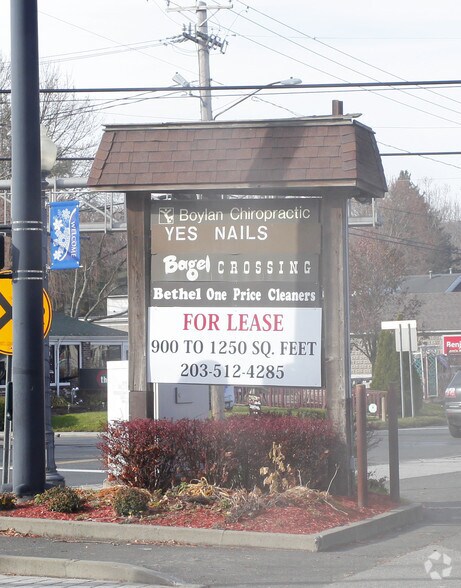 Boylan Chiropractic
YES NAILS
Bagel CROSSING
Bethel One Price Cleaners
FOR LEASE
900 TO 1250 SQ. FEET
203-512-4285
WELCOME